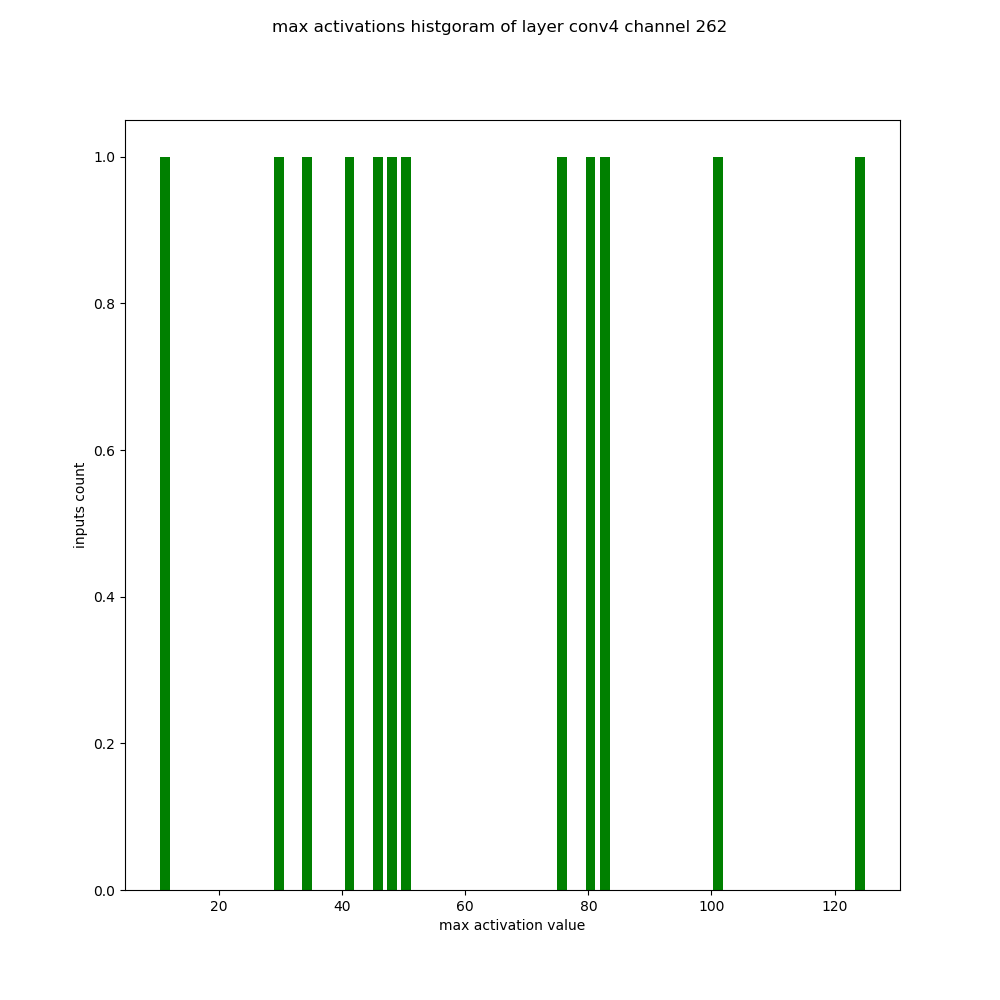 max activations histgoram of layer conv4 channel 262
1.0
0.8
0.6
0.4
0.2
0.0
inputs count
20 40 60 80 100 120
max activation value